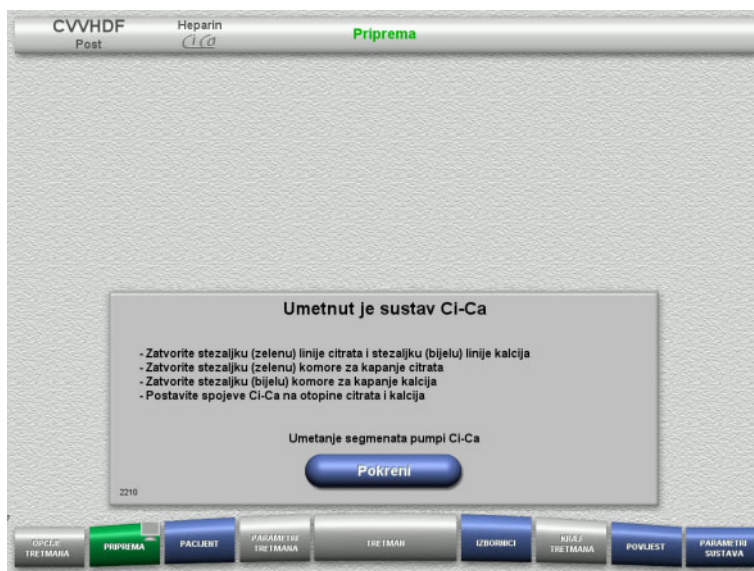 CVVHDF
Post
Heparin
Ci Ca
Priprema
Umetnut je sustav Ci-Ca
- Zatvorite stezaljku (zelenu) linije citrata i stezaljku (bijelu) linije kalcija
- Zatvorite stezaljku (zelenu) komore za kapanje citrata
- Zatvorite stezaljku (bijelu) komore za kapanje kalcija
- Postavite spojeve Ci-Ca na otopine citrata i kalcija
Umetanje segmenata pumpi Ci-Ca
Pokreni
2210
OPCIJE
TRETMANA
PRIPREMA
PACIJENT
PARAMETRI
TRETMANA
TRETMAN
IZBORNICI
KRAJ
TRETMANA
POVIJEST
PARAMETRI
SUSTAVA